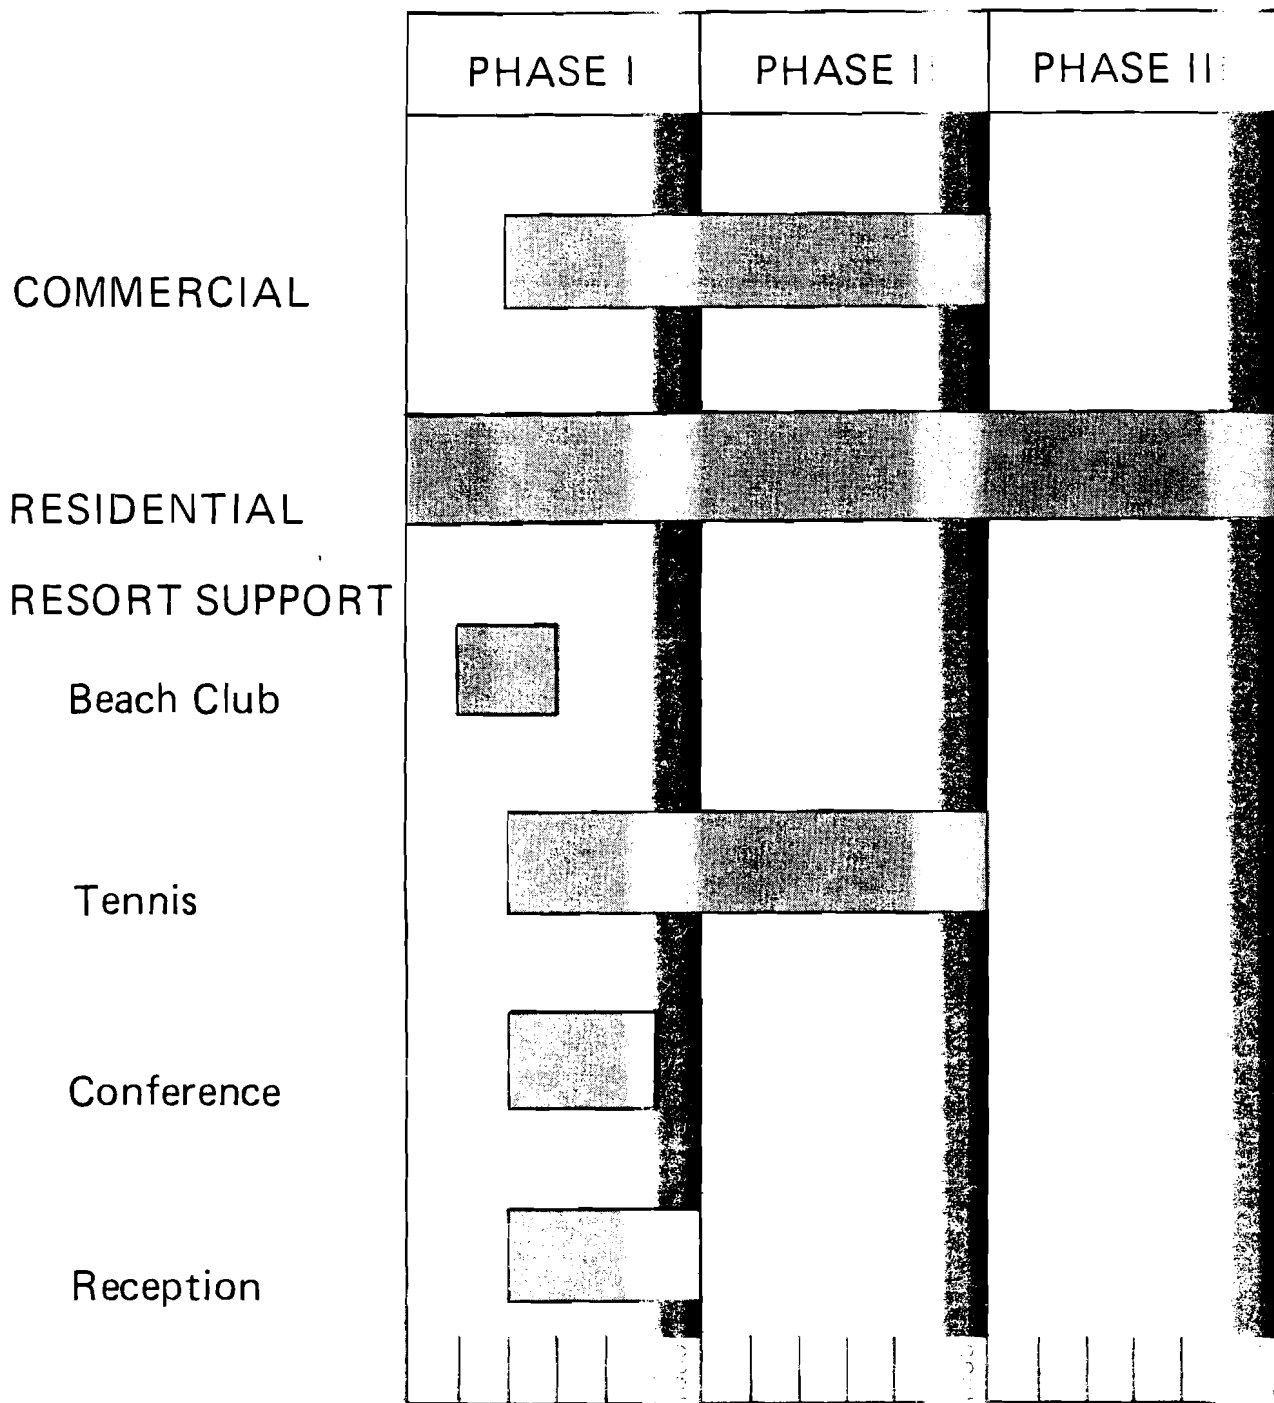 PHASE I
PHASE I
PHASE II
COMMERCIAL
RESIDENTIAL
RESORT SUPPORT
Beach Club
Tennis
Conference
Reception